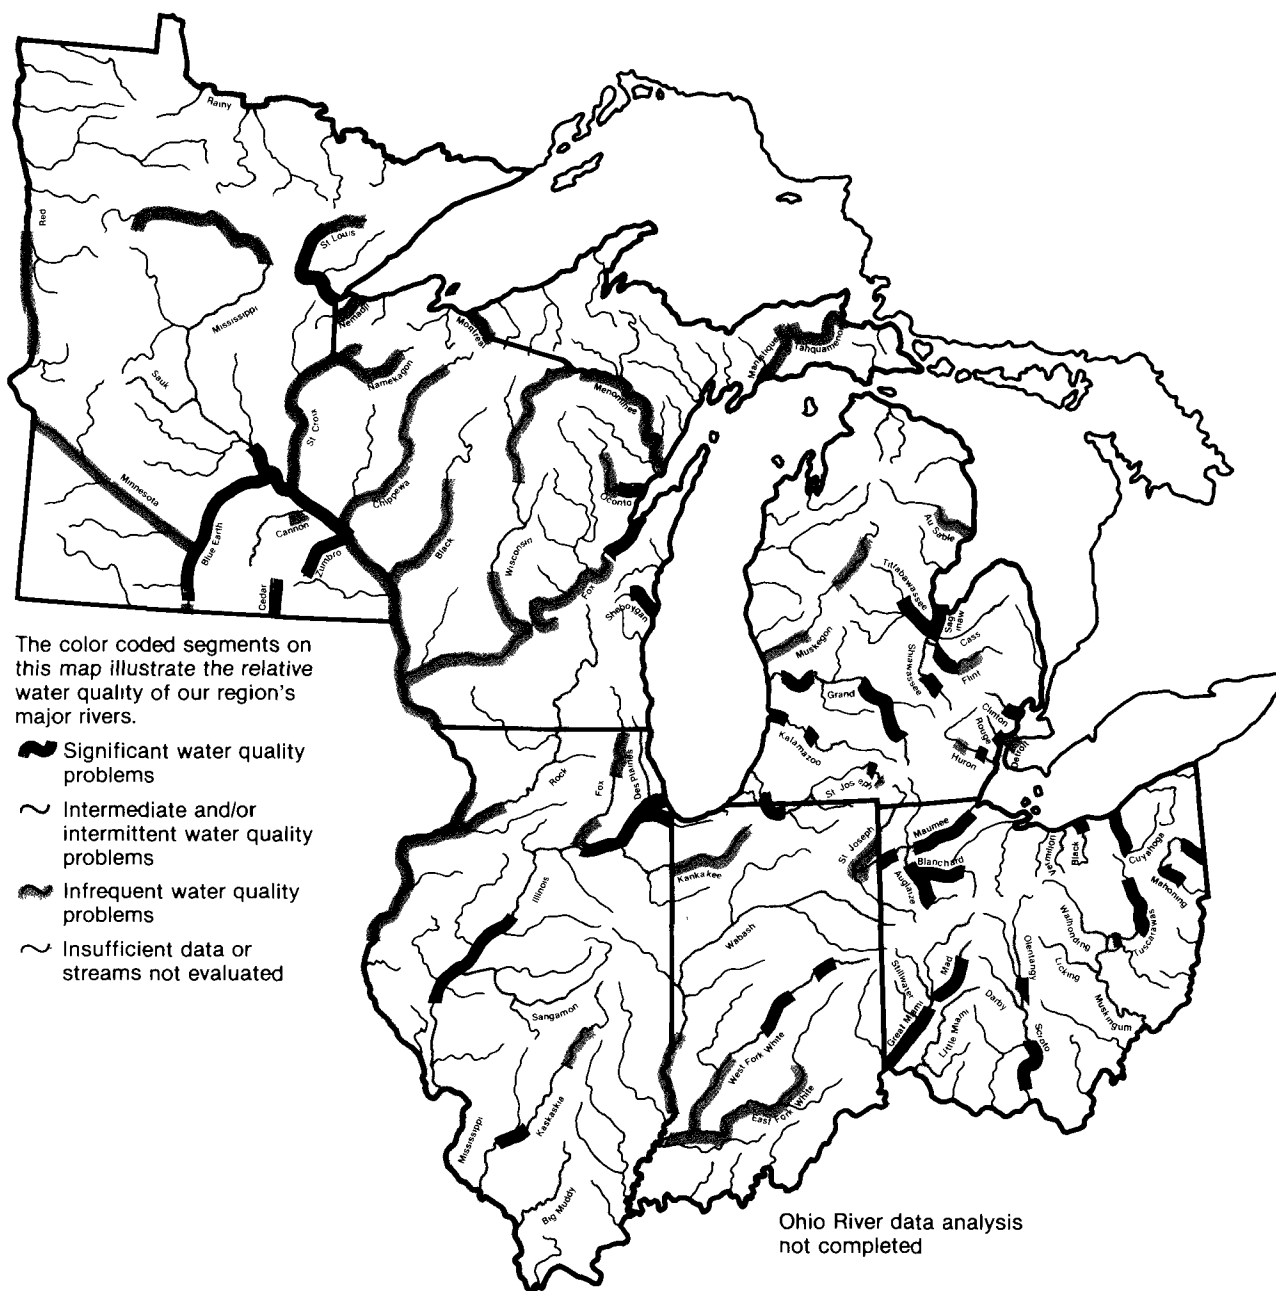 Rainy
Red
St Louis
Mississippi
Nemadji
Montreal
Manistique
Tahquamenon
Sauk
Namekagon
Menominee
St Croix
Minnesota
Chippewa
Oconto
Cannon
Blue Earth
Zumbro
Black
Wisconsin
Au Sable
Cedar
Fox
Sheboygan
Tittabawassee
Sagi
naw
Cass
Muskegon
Shiawassee
Flint
Grand
Clinton
Rouge
Kalamazoo
Huron
Detroit
The color coded segments on
this map illustrate the relative
water quality of our region's
major rivers.
Significant water quality
problems
Intermediate and/or
intermittent water quality
problems
Infrequent water quality
problems
Insufficient data or
streams not evaluated
Rock
Fox
Des Plaines
St Joseph
Maumee
St Joseph
Blanchard
Auglaize
Vermilion
Black
Cuyahoga
Mahoning
Kankakee
Illinois
Wabash
Walhonding
Tuscarawas
Olentangy
Licking
Stillwater
Mad
Darby
Muskingum
Sangamon
Great Miami
Little Miami
Scioto
West Fork White
East Fork White
Kaskaskia
Mississippi
Big Muddy
Ohio River data analysis
not completed